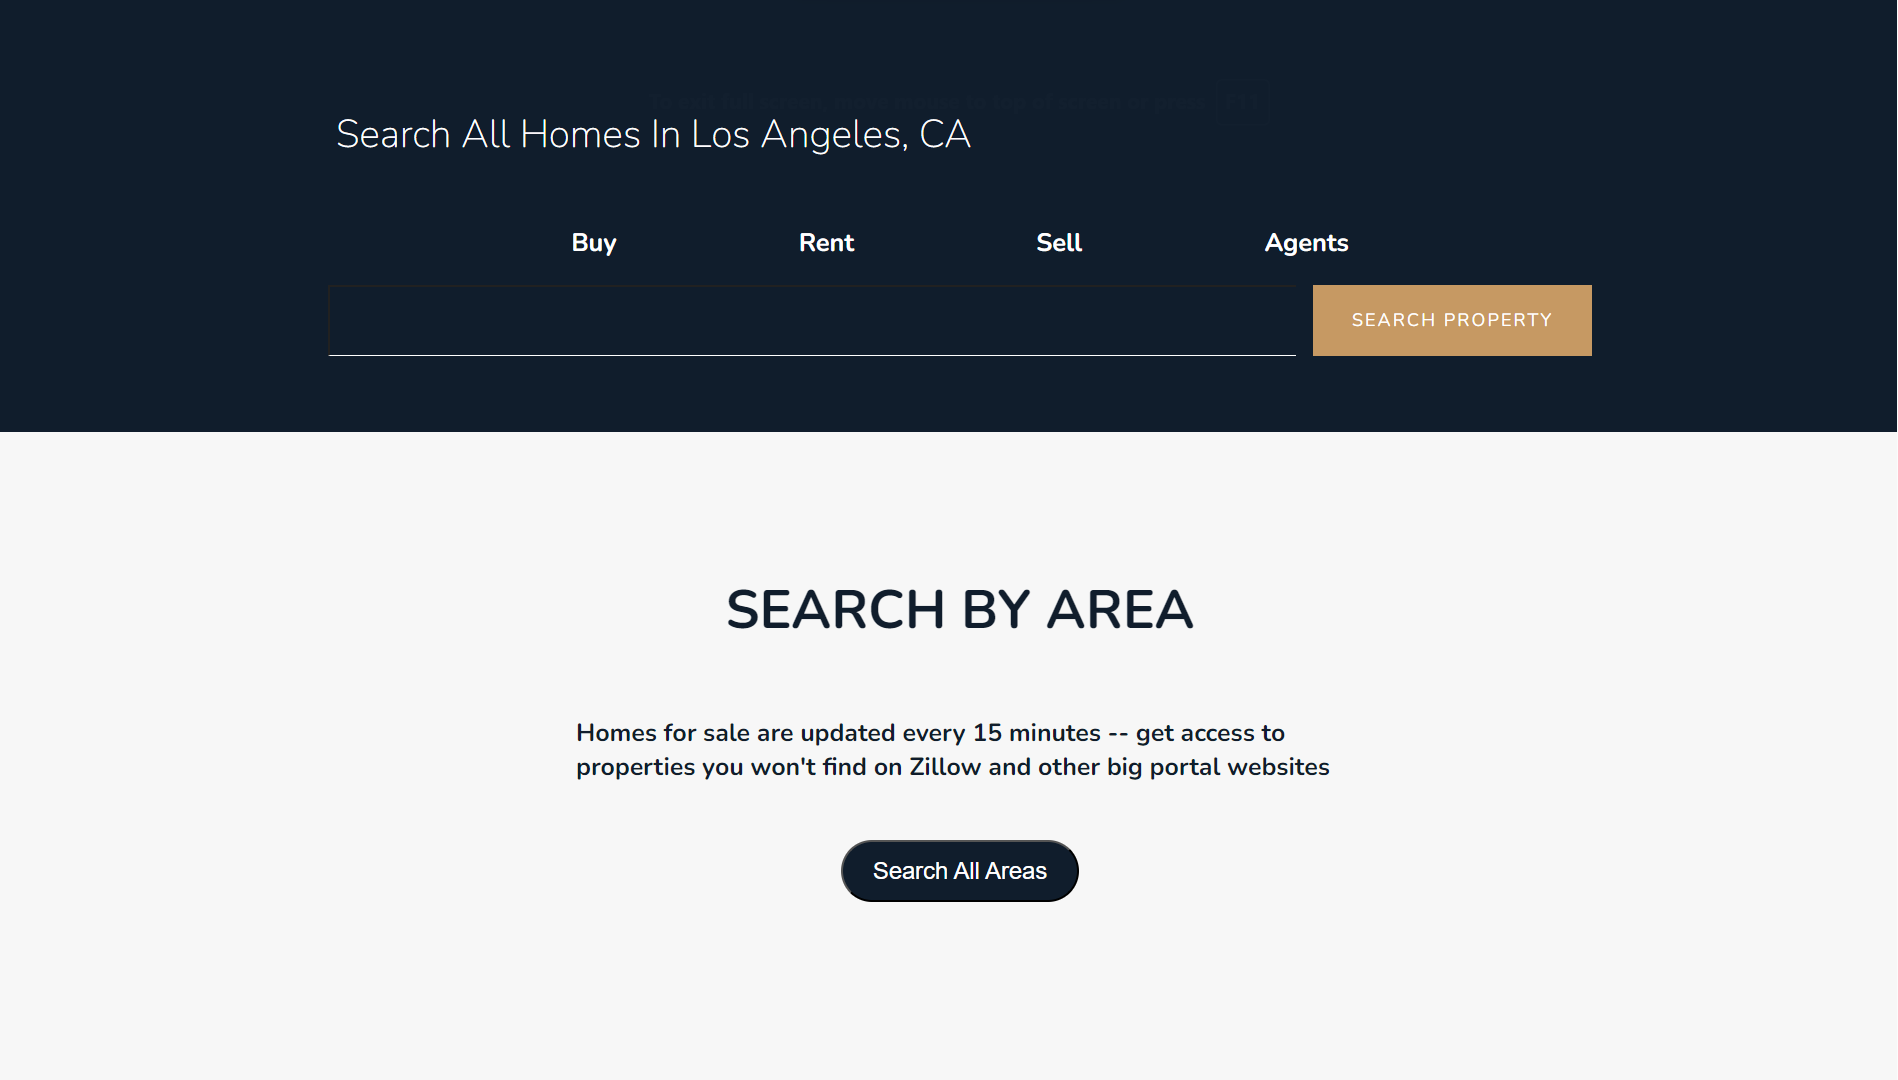 Search All Homes In Los Angeles, CA
Buy Rent Sell Agents
SEARCH PROPERTY
SEARCH BY AREA
Homes for sale are updated every 15 minutes -- get access to
properties you won't find on Zillow and other big portal websites
Search All Areas